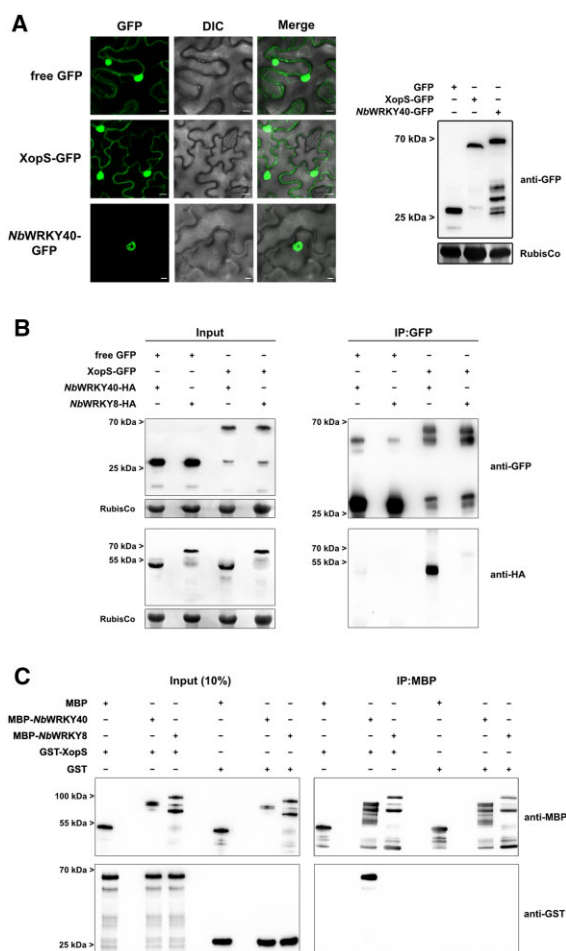 A
GFP DIC Merge
free GFP
XopS-GFP
NbWRKY40-
GFP
GFP + – –
XopS-GFP – + –
NbWRKY40-GFP – – +
70 kDa >
25 kDa >
anti-GFP
RubisCo
B
Input IP:GFP
free GFP + + – – + + – –
XopS-GFP – – + + – – + +
NbWRKY40-HA + – + – + – + –
NbWRKY8-HA – + – + – + – +
70 kDa >
25 kDa >
RubisCo
70 kDa >
25 kDa >
anti-GFP
70 kDa >
55 kDa >
RubisCo
70 kDa >
55 kDa >
anti-HA
C
Input (10%) IP:MBP
MBP + – – + – – + – – + – –
MBP-NbWRKY40 – + – – + – – + – – + –
MBP-NbWRKY8 – – + – – + – – + – – +
GST-XopS + + + – – – + + + – – –
GST – – – + + + – – – + + +
100 kDa >
55 kDa >
anti-MBP
70 kDa >
25 kDa >
anti-GST